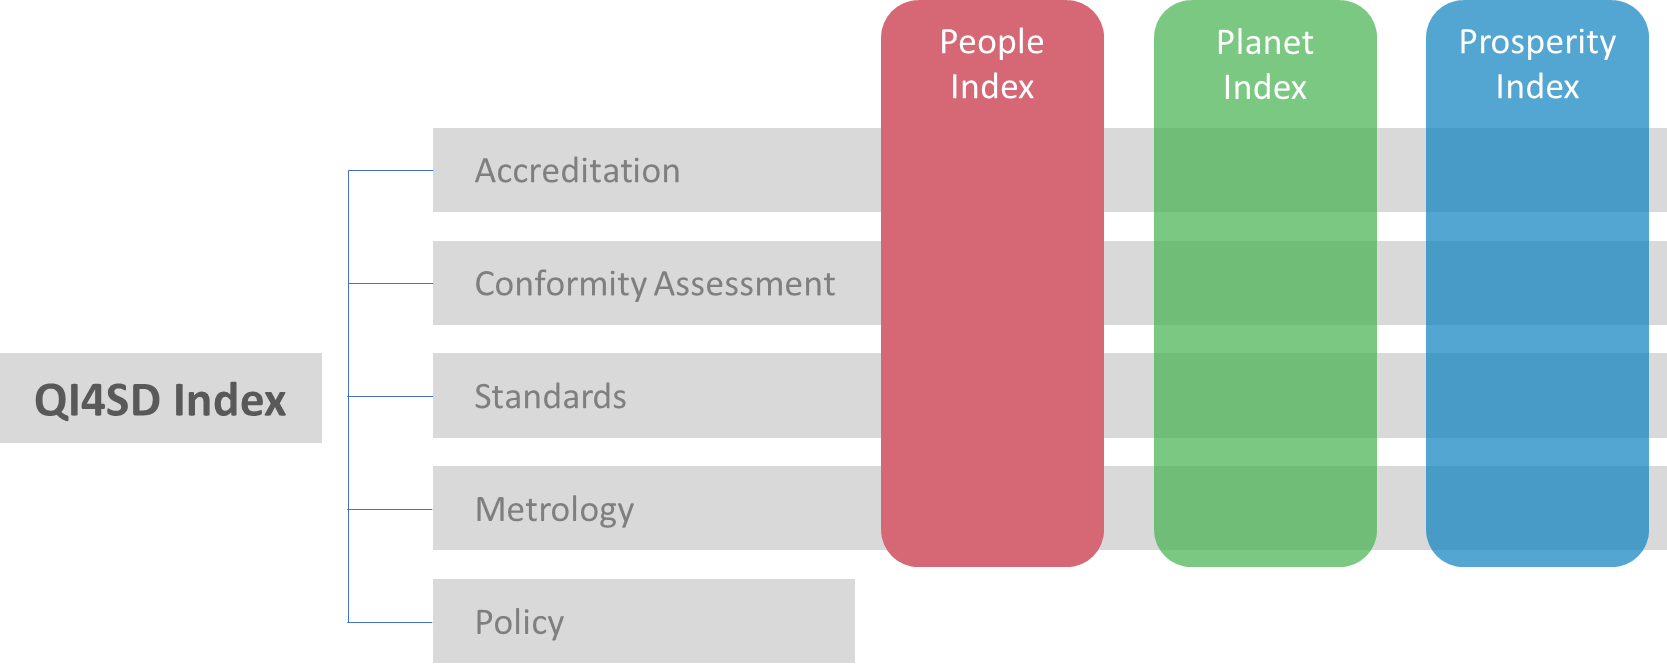 People
Index
Planet
Index
Prosperity
Index
Accreditation
Conformity Assessment
Standards
QI4SD Index
Metrology
Policy